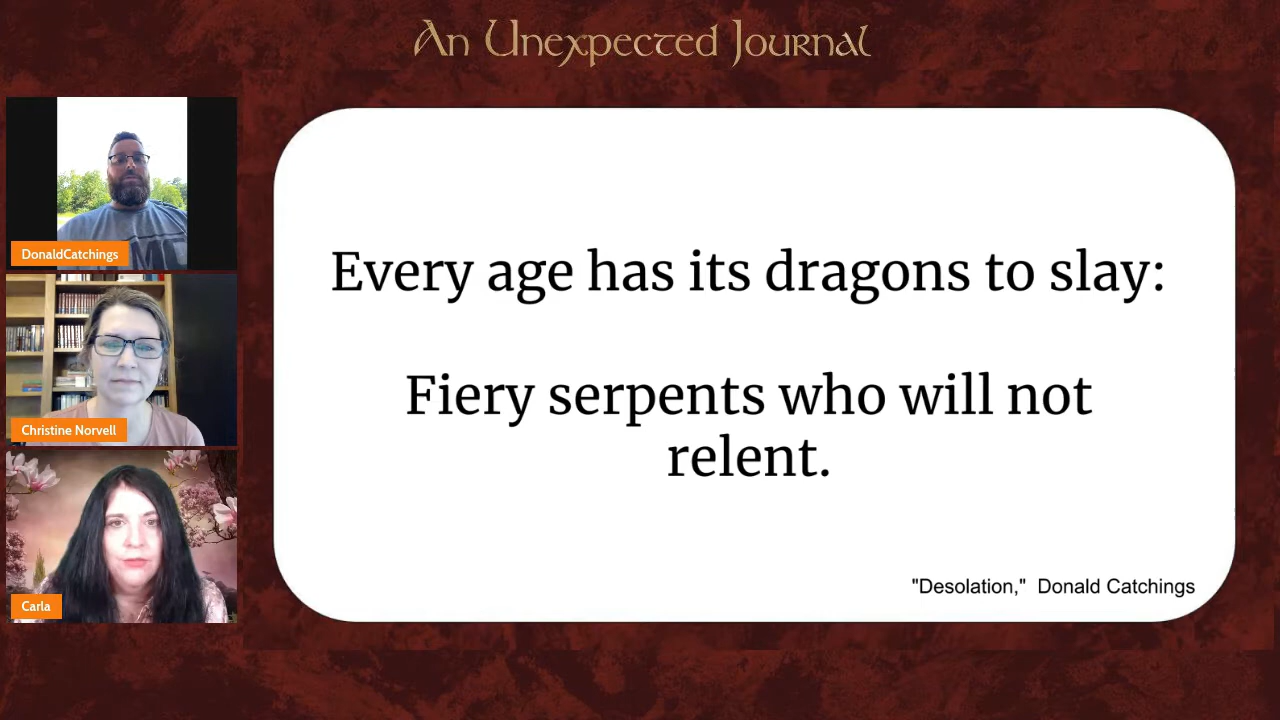 An Unexpected Journal
DonaldCatchings
Christine Norvell
Carla
Every age has its dragons to slay:
Fiery serpents who will not
relent.
"Desolation," Donald Catchings